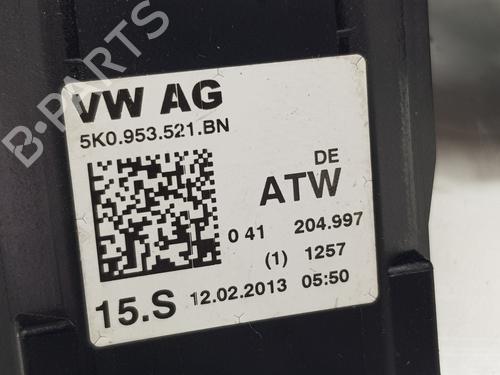 B-PARTS
VW AG
5K0.953.521.BN
DE
ATW
0 41 204.997
(1) 1257
15.S 12.02.2013 05:50